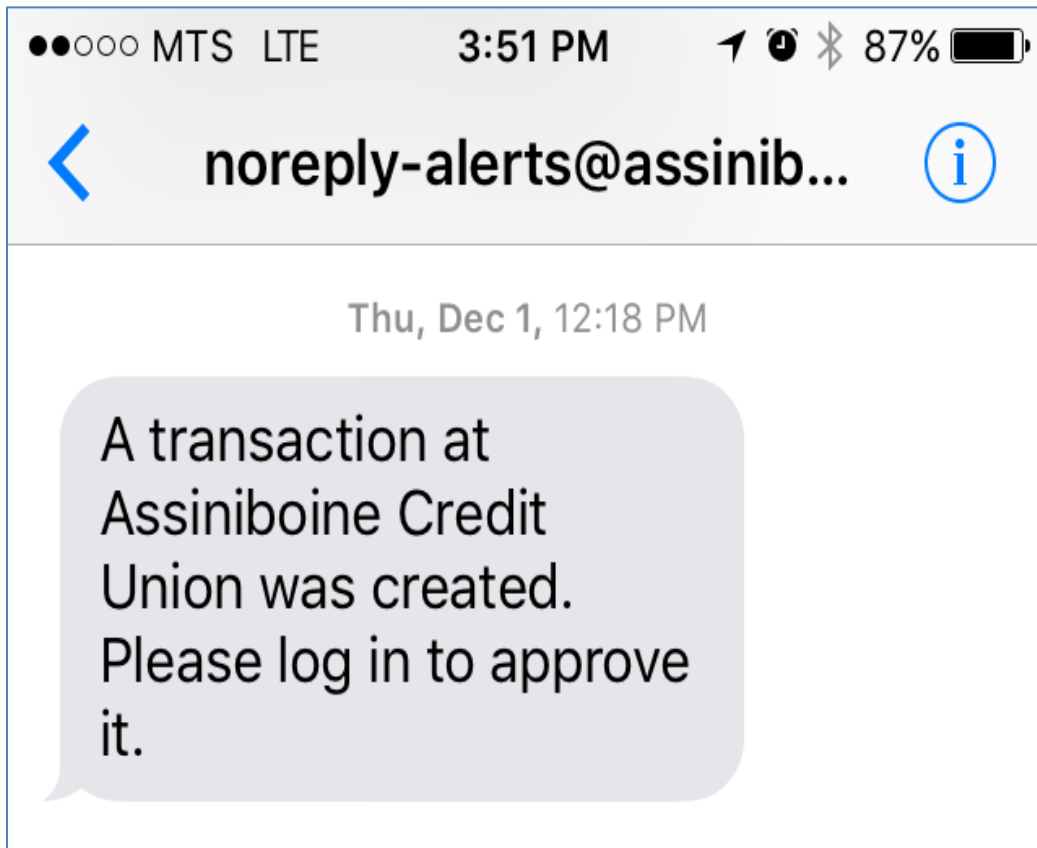 ●●○○○ MTS LTE 3:51 PM 87%
noreply-alerts@assinib...
Thu, Dec 1, 12:18 PM
A transaction at
Assiniboine Credit
Union was created.
Please log in to approve
it.